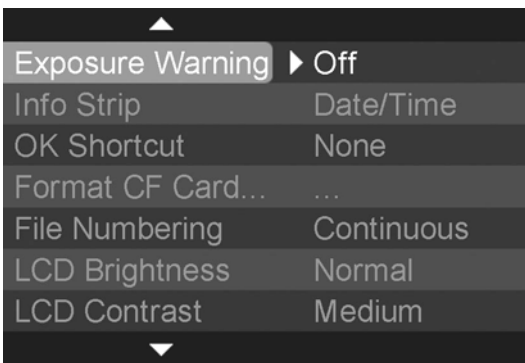 Exposure Warning Off
Info Strip Date/Time
OK Shortcut None
Format CF Card... ...
File Numbering Continuous
LCD Brightness Normal
LCD Contrast Medium